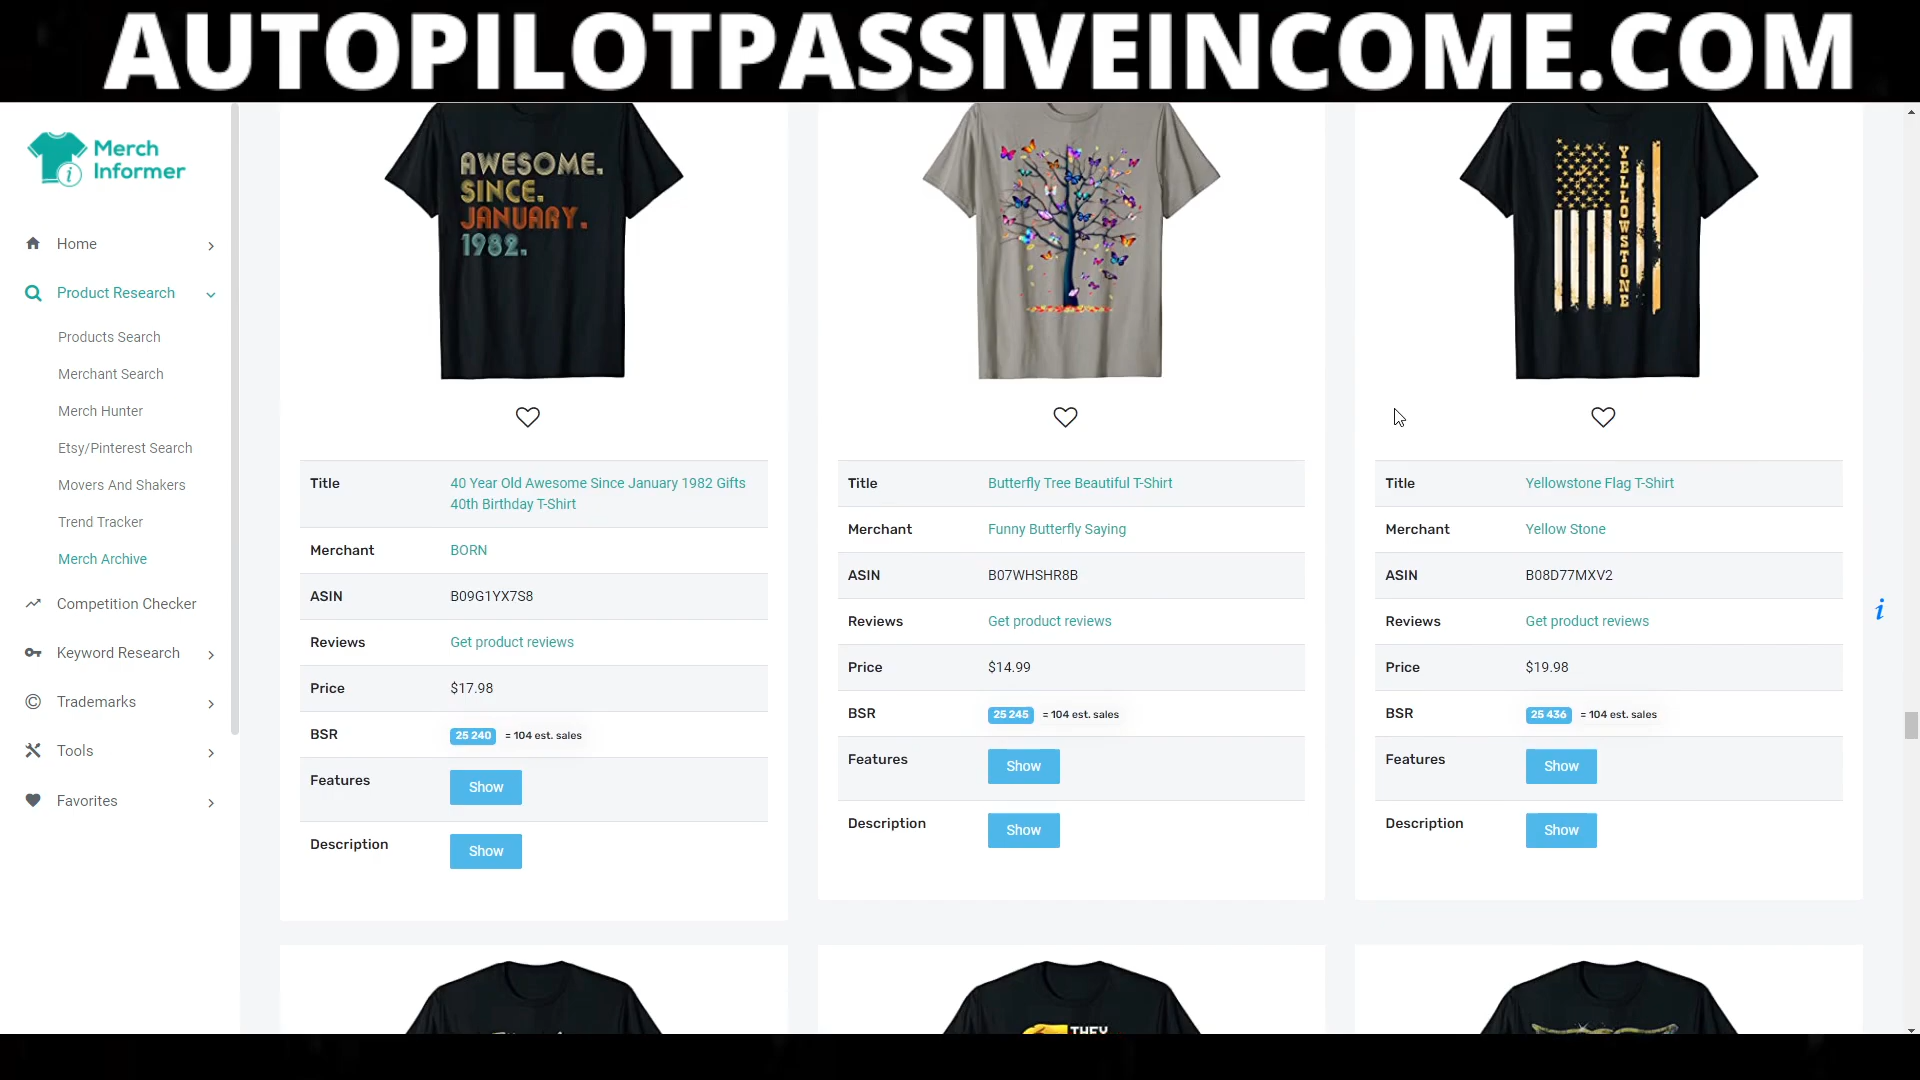 AUTOPILOTPASSIVEINCOME.COM
Merch
Informer
Home
Product Research
Products Search
Merchant Search
Merch Hunter
Etsy/Pinterest Search
Movers And Shakers
Trend Tracker
Merch Archive
Competition Checker
Keyword Research
Trademarks
Tools
Favorites
AWESOME.
SINCE.
JANUARY.
1982.
Title
40 Year Old Awesome Since January 1982 Gifts
40th Birthday T-Shirt
Merchant
BORN
ASIN
B09G1YX7S8
Reviews
Get product reviews
Price
$17.98
BSR
25 240 = 104 est. sales
Features
Show
Description
Show
Title
Butterfly Tree Beautiful T-Shirt
Merchant
Funny Butterfly Saying
ASIN
B07WHSHR8B
Reviews
Get product reviews
Price
$14.99
BSR
25 245 = 104 est. sales
Features
Show
Description
Show
YELLOWSTONE
Title
Yellowstone Flag T-Shirt
Merchant
Yellow Stone
ASIN
B08D77MXV2
Reviews
Get product reviews
Price
$19.98
BSR
25 436 = 104 est. sales
Features
Show
Description
Show
i
THEY